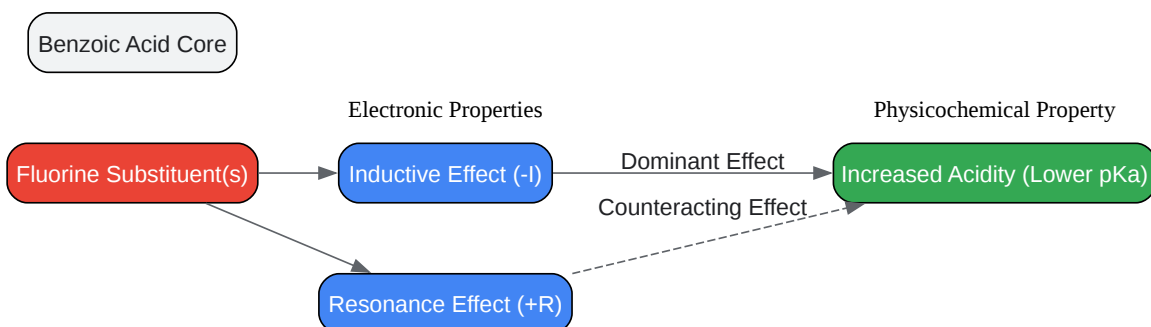 Benzoic Acid Core
Electronic Properties
Physicochemical Property
Fluorine Substituent(s)
Inductive Effect (-I)
Dominant Effect
Increased Acidity (Lower pKa)
Counteracting Effect
Resonance Effect (+R)